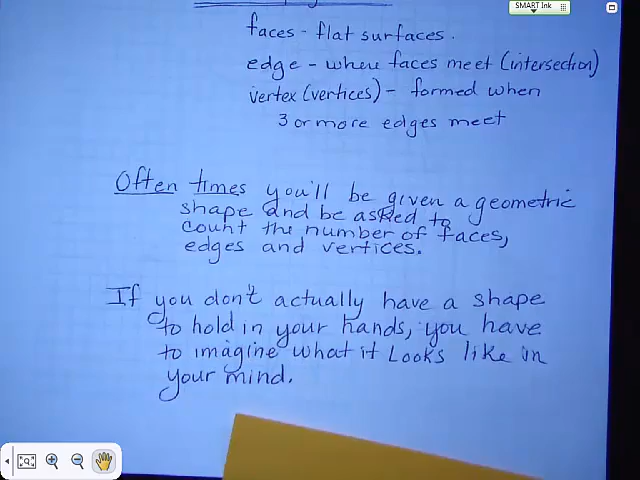 SMART Ink
faces - flat surfaces.
edge - where faces meet (intersection)
vertex (vertices) - formed when
3 or more edges meet
Often times you'll be given a geometric
shape and be asked to
count the number of faces,
edges and vertices.
If you don't actually have a shape
to hold in your hands, you have
to imagine what it Looks like in
your mind.